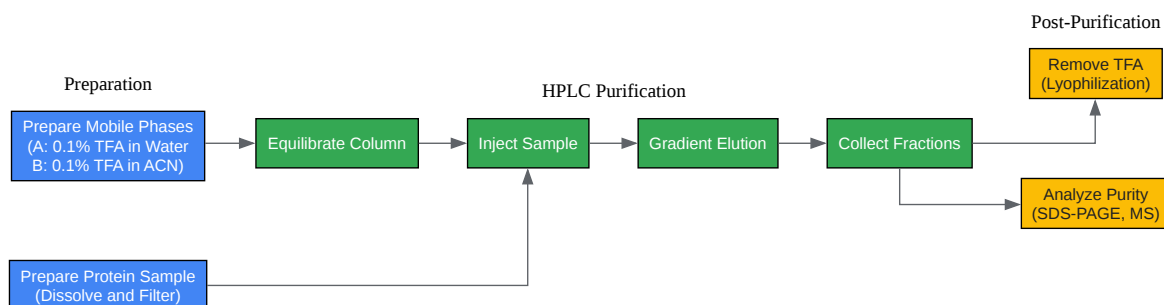 Post-Purification
Remove TFA
(Lyophilization)
Preparation
HPLC Purification
Prepare Mobile Phases
(A: 0.1% TFA in Water
B: 0.1% TFA in ACN)
Equilibrate Column
Inject Sample
Gradient Elution
Collect Fractions
Analyze Purity
(SDS-PAGE, MS)
Prepare Protein Sample
(Dissolve and Filter)